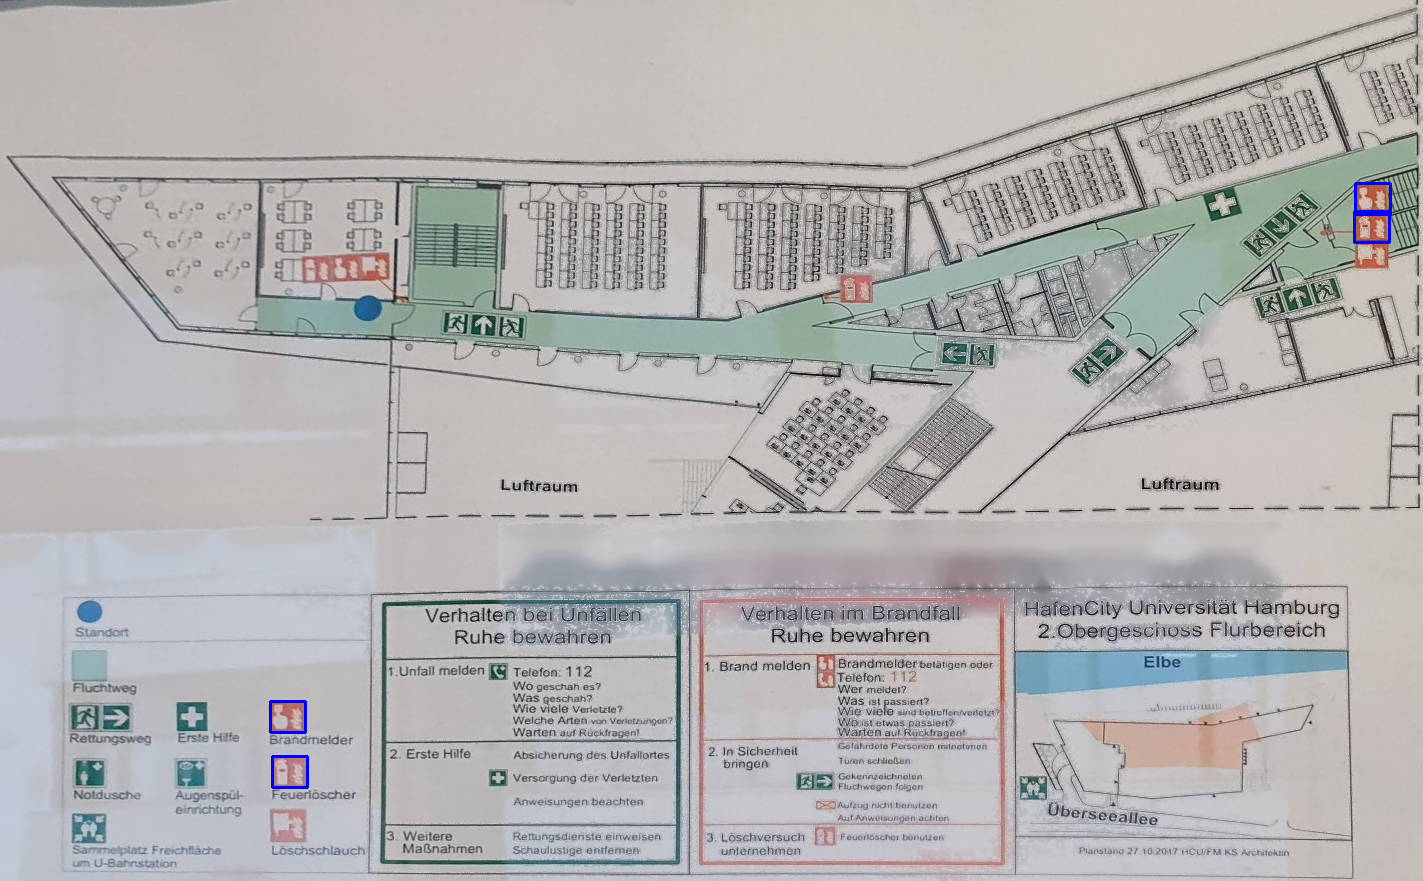 Luftraum
Luftraum
Standort
Fluchtweg
Rettungsweg
Erste Hilfe
Brandmelder
Notdusche
Augenspül-
einrichtung
Feuerlöscher
Sammelplatz Freichfläche
um U-Bahnstation
Löschschlauch
Verhalten bei Unfällen
Ruhe bewahren
1.Unfall melden
Telefon: 112
Wo geschah es?
Was geschah?
Wie viele Verletzte?
Welche Arten von Verletzungen?
Warten auf Rückfragen!
2. Erste Hilfe
Absicherung des Unfallortes
Versorgung der Verletzten
Anweisungen beachten
3. Weitere
Maßnahmen
Rettungsdienste einweisen
Schaulustige entfernen
Verhalten im Brandfall
Ruhe bewahren
1. Brand melden
Brandmelder betätigen oder
Telefon: 112
Wer meldet?
Was ist passiert?
Wie viele sind betroffen/verletzt?
Wo ist etwas passiert?
Warten auf Rückfragen!
2. In Sicherheit
bringen
Gefährdete Personen mitnehmen
Türen schließen
Gekennzeichneten
Fluchwegen folgen
Aufzug nicht benutzen
Auf Anweisungen achten
3. Löschversuch
unternehmen
Feuerlöscher benutzen
HafenCity Universität Hamburg
2.Obergeschoss Flurbereich
Elbe
Überseeallee
Planstand 27.10.2017 HCU/FM KS Architektin